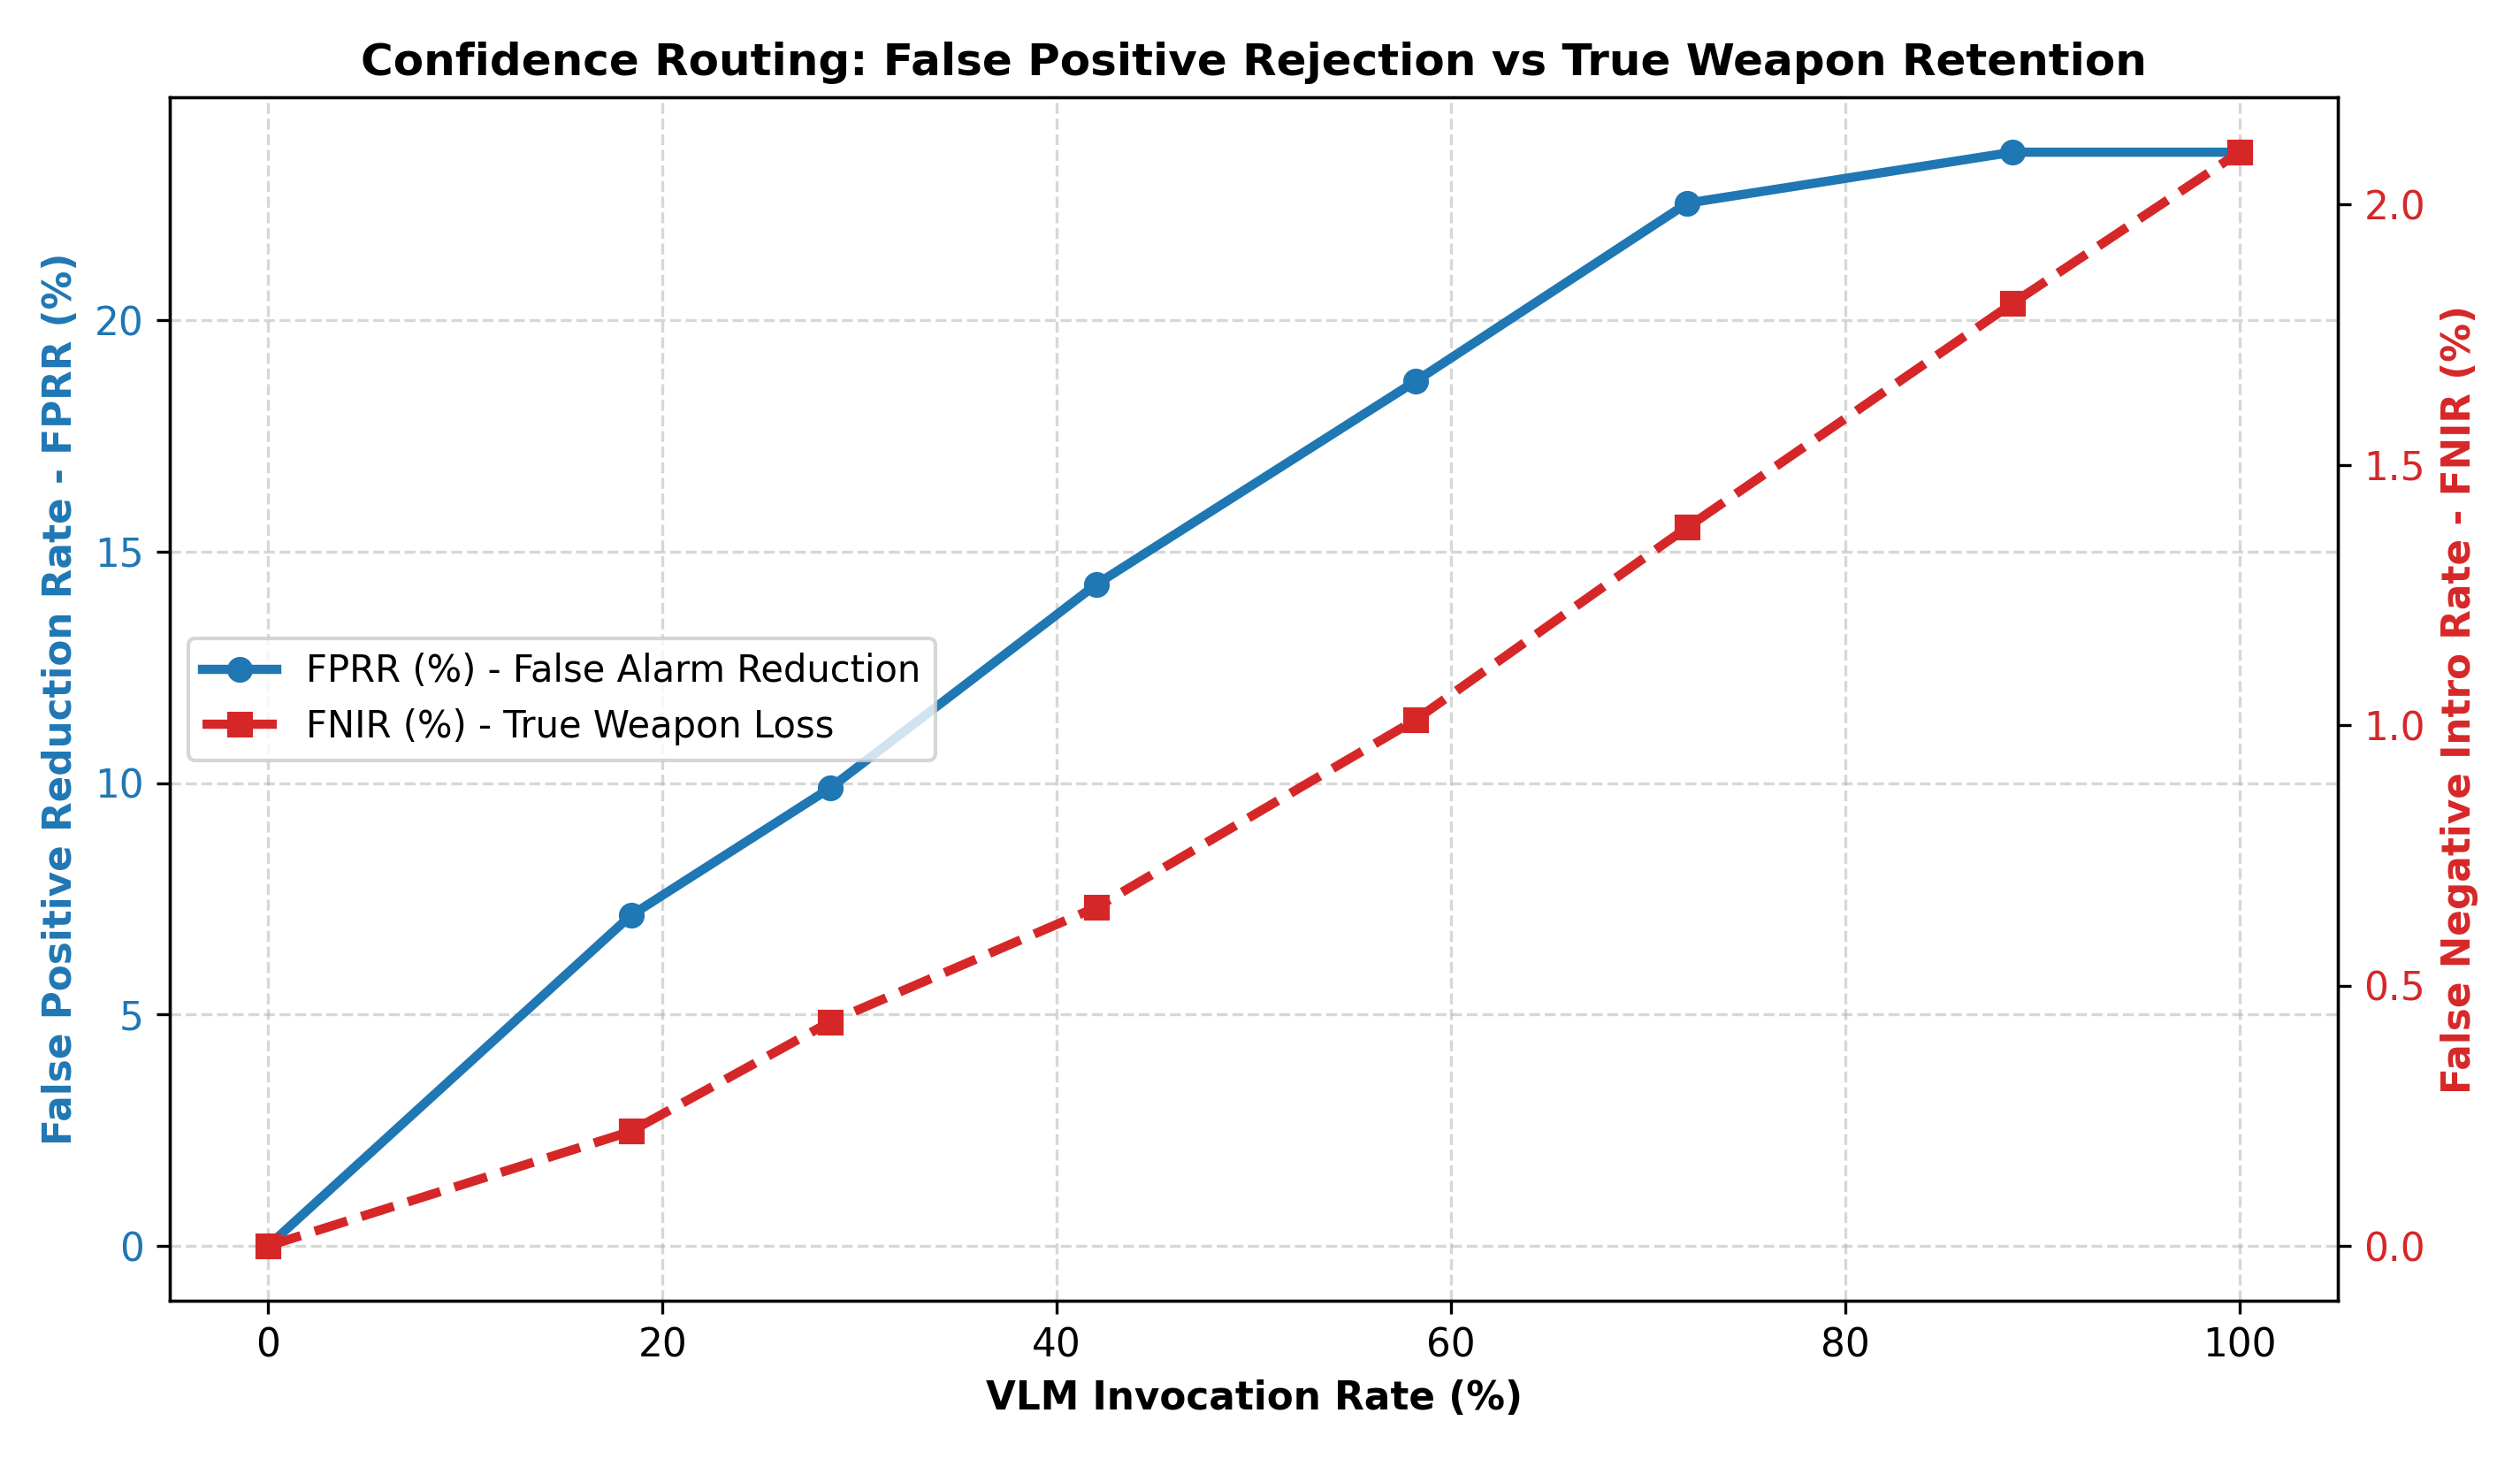 Confidence Routing: False Positive Rejection vs True Weapon Retention
False Positive Reduction Rate - FPRR (%)
20
15
10
5
0
FPRR (%) - False Alarm Reduction
FNIR (%) - True Weapon Loss
2.0
1.5
1.0
0.5
0.0
False Negative Intro Rate - FNIR (%)
0 20 40 60 80 100
VLM Invocation Rate (%)